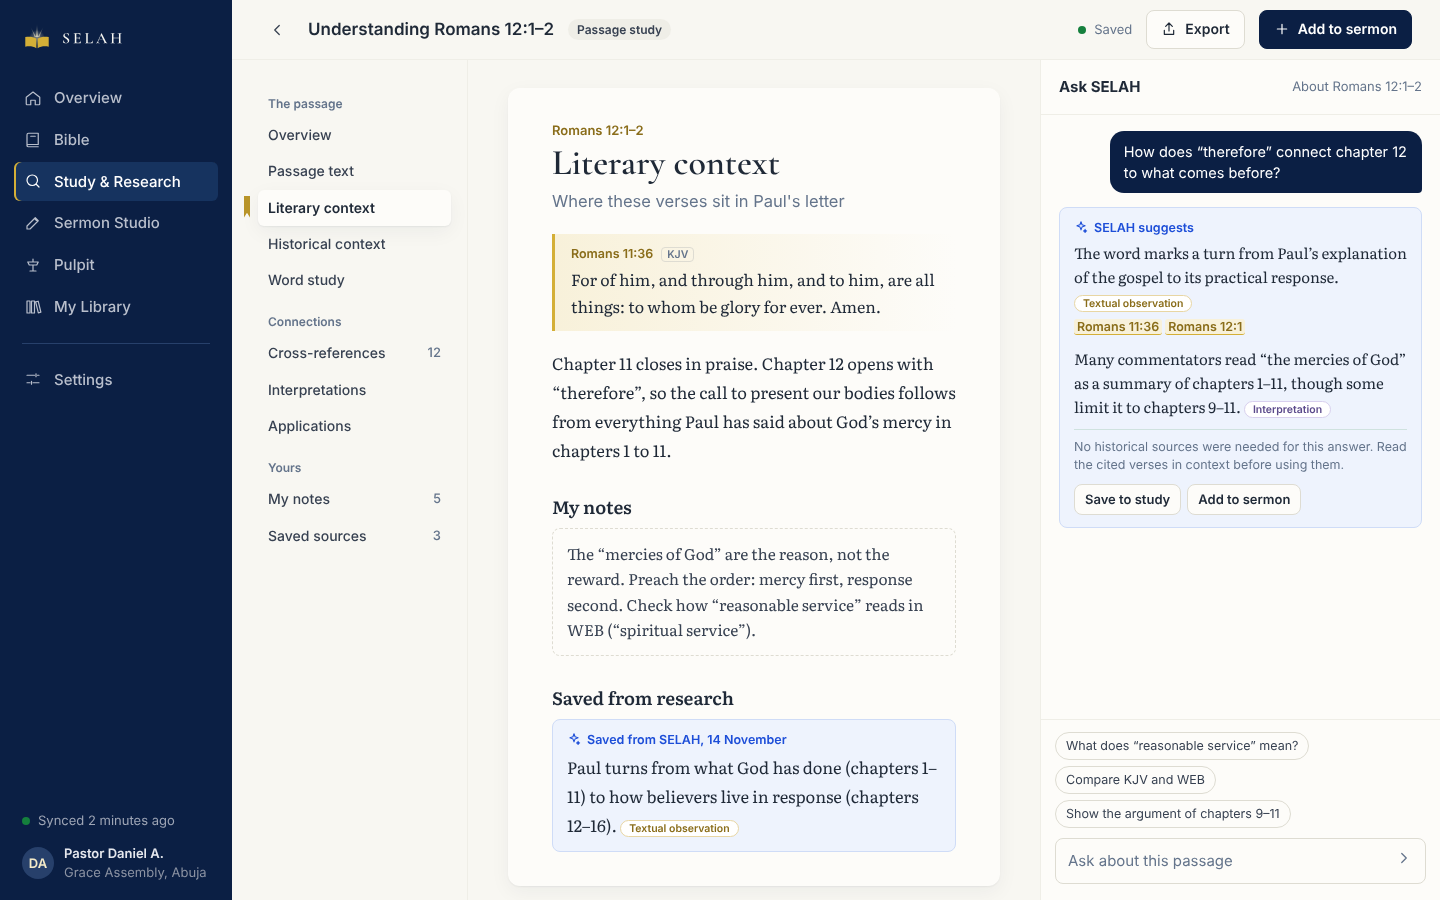 SELAH
Overview
Bible
Study & Research
Sermon Studio
Pulpit
My Library
Settings
Synced 2 minutes ago
DA
Pastor Daniel A.
Grace Assembly, Abuja
Understanding Romans 12:1–2
Passage study
Saved
Export
Add to sermon
The passage
Overview
Passage text
Literary context
Historical context
Word study
Connections
Cross-references 12
Interpretations
Applications
Yours
My notes 5
Saved sources 3
Romans 12:1–2
Literary context
Where these verses sit in Paul's letter
Romans 11:36 KJV
For of him, and through him, and to him, are all
things: to whom be glory for ever. Amen.
Chapter 11 closes in praise. Chapter 12 opens with
“therefore”, so the call to present our bodies follows
from everything Paul has said about God’s mercy in
chapters 1 to 11.
My notes
The “mercies of God” are the reason, not the
reward. Preach the order: mercy first, response
second. Check how “reasonable service” reads in
WEB (“spiritual service”).
Saved from research
Saved from SELAH, 14 November
Paul turns from what God has done (chapters 1–
11) to how believers live in response (chapters
12–16). Textual observation
Ask SELAH
About Romans 12:1–2
How does “therefore” connect chapter 12
to what comes before?
SELAH suggests
The word marks a turn from Paul’s explanation
of the gospel to its practical response.
Textual observation
Romans 11:36 Romans 12:1
Many commentators read “the mercies of God”
as a summary of chapters 1–11, though some
limit it to chapters 9–11. Interpretation
No historical sources were needed for this answer. Read
the cited verses in context before using them.
Save to study
Add to sermon
What does “reasonable service” mean?
Compare KJV and WEB
Show the argument of chapters 9–11
Ask about this passage